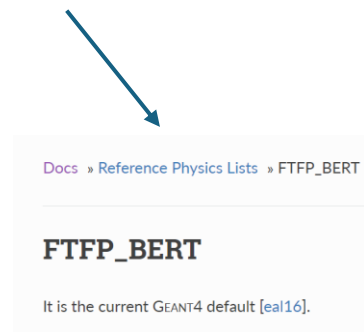 Docs » Reference Physics Lists » FTFP_BERT
FTFP_BERT
It is the current GEANT4 default [eal16].